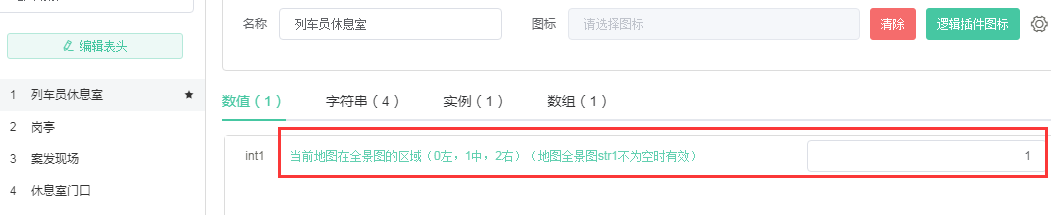 名称 列车员休息室 图标 请选择图标 清除 逻辑插件图标
编辑表头
1 列车员休息室 ★
数值（1） 字符串（4） 实例（1） 数组（1）
2 岗亭
3 案发现场
int1 当前地图在全景图的区域（0左，1中，2右）（地图全景图str1不为空时有效） 1
4 休息室门口